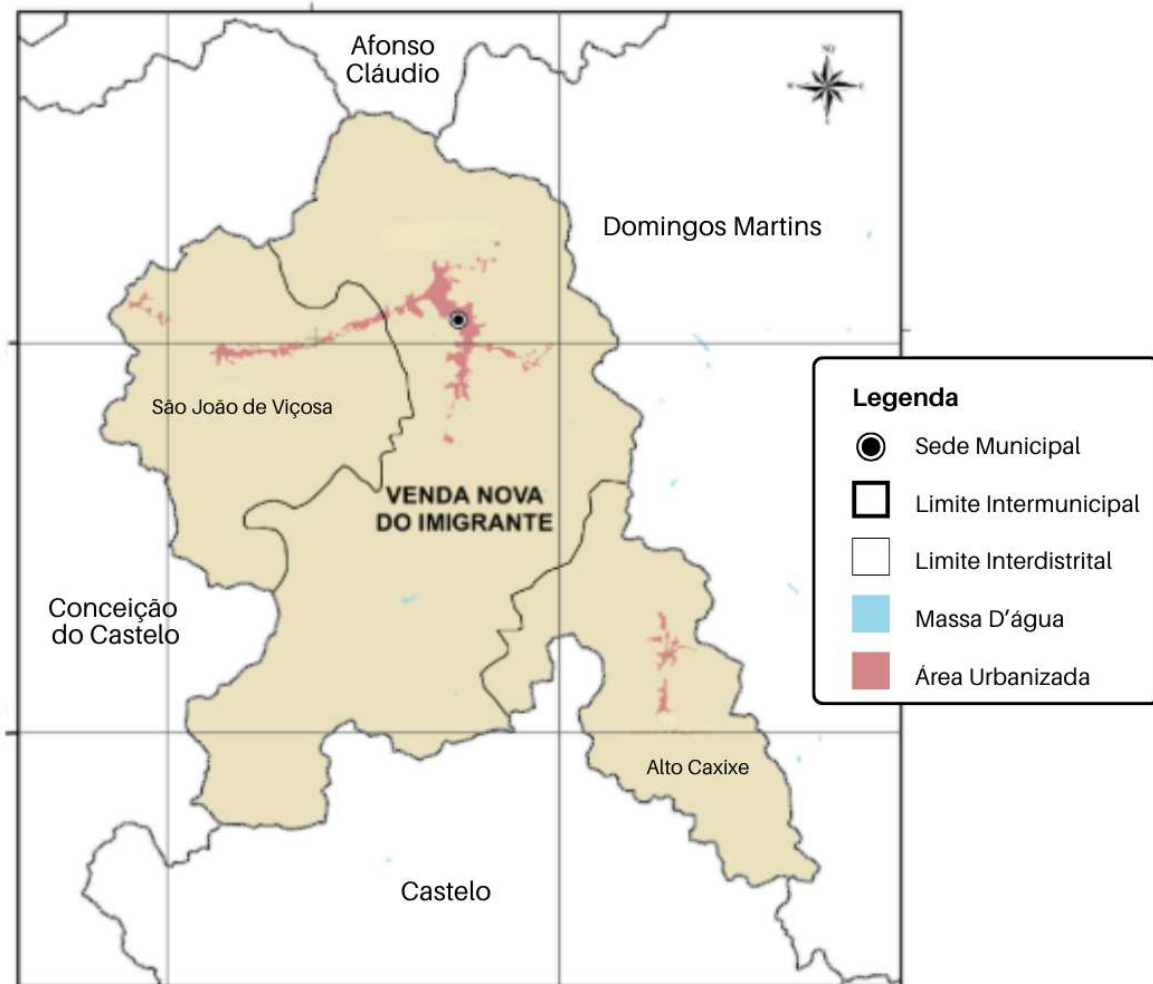 Afonso
Cláudio
Domingos Martins
São João de Viçosa
VENDA NOVA
DO IMIGRANTE
Conceição
do Castelo
Alto Caxixe
Castelo
Legenda
Sede Municipal
Limite Intermunicipal
Limite Interdistrital
Massa D'água
Área Urbanizada